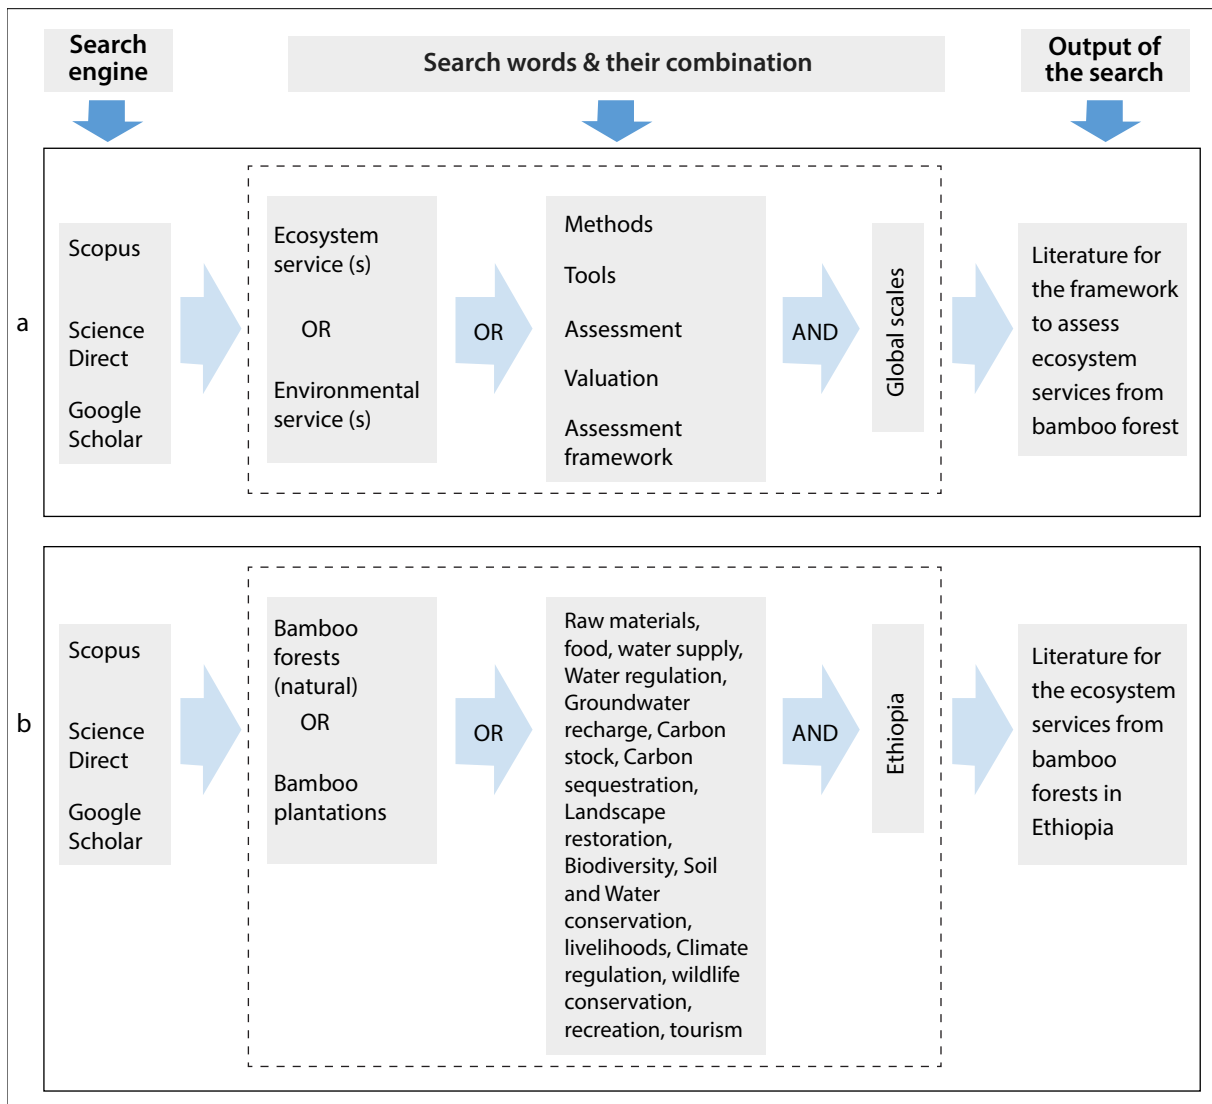 Search
engine
Search words & their combination
Output of
the search
a
Scopus
Science
Direct
Google
Scholar
Ecosystem
service (s)
OR
Environmental
service (s)
OR
Methods
Tools
Assessment
Valuation
Assessment
framework
AND
Global scales
Literature for
the framework
to assess
ecosystem
services from
bamboo forest
b
Scopus
Science
Direct
Google
Scholar
Bamboo
forests
(natural)
OR
Bamboo
plantations
OR
Raw materials,
food, water supply,
Water regulation,
Groundwater
recharge, Carbon
stock, Carbon
sequestration,
Landscape
restoration,
Biodiversity, Soil
and Water
conservation,
livelihoods, Climate
regulation, wildlife
conservation,
recreation, tourism
AND
Ethiopia
Literature for
the ecosystem
services from
bamboo
forests in
Ethiopia